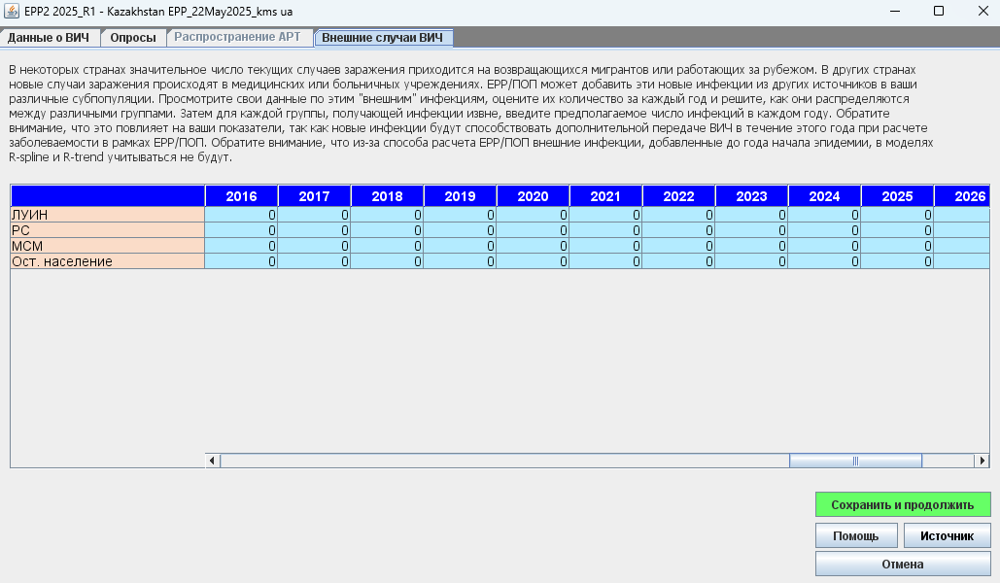 EPP2 2025_R1 - Kazakhstan EPP_22May2025_kms ua
Данные о ВИЧ Опросы Распространение АРТ Внешние случаи ВИЧ
В некоторых странах значительное число текущих случаев заражения приходится на возвращающихся мигрантов или работающих за рубежом. В других странах
новые случаи заражения происходят в медицинских или больничных учреждениях. ЕРР/ПОП может добавить эти новые инфекции из других источников в ваши
различные субпопуляции. Просмотрите свои данные по этим "внешним" инфекциям, оцените их количество за каждый год и решите, как они распределяются
между различными группами. Затем для каждой группы, получающей инфекции извне, введите предполагаемое число инфекций в каждом году. Обратите
внимание, что это повлияет на ваши показатели, так как новые инфекции будут способствовать дополнительной передаче ВИЧ в течение этого года при расчете
заболеваемости в рамках ЕРР/ПОП. Обратите внимание, что из-за способа расчета ЕРР/ПОП внешние инфекции, добавленные до года начала эпидемии, в моделях
R-spline и R-trend учитываться не будут.
2016 2017 2018 2019 2020 2021 2022 2023 2024 2025 2026
ЛУИН 0 0 0 0 0 0 0 0 0 0
РС 0 0 0 0 0 0 0 0 0 0
МСМ 0 0 0 0 0 0 0 0 0 0
Ост. население 0 0 0 0 0 0 0 0 0 0
Сохранить и продолжить
Помощь Источник
Отмена